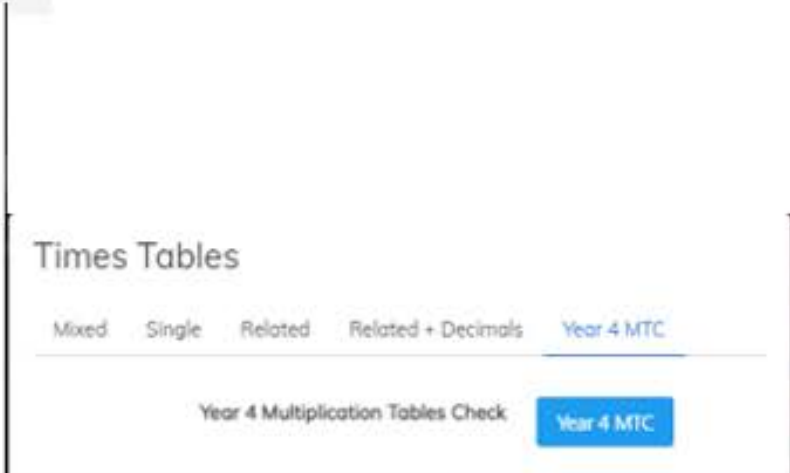 Times Tables
Mixed Single Related Related + Decimals Year 4 MTC
Year 4 Multiplication Tables Check Year 4 MTC